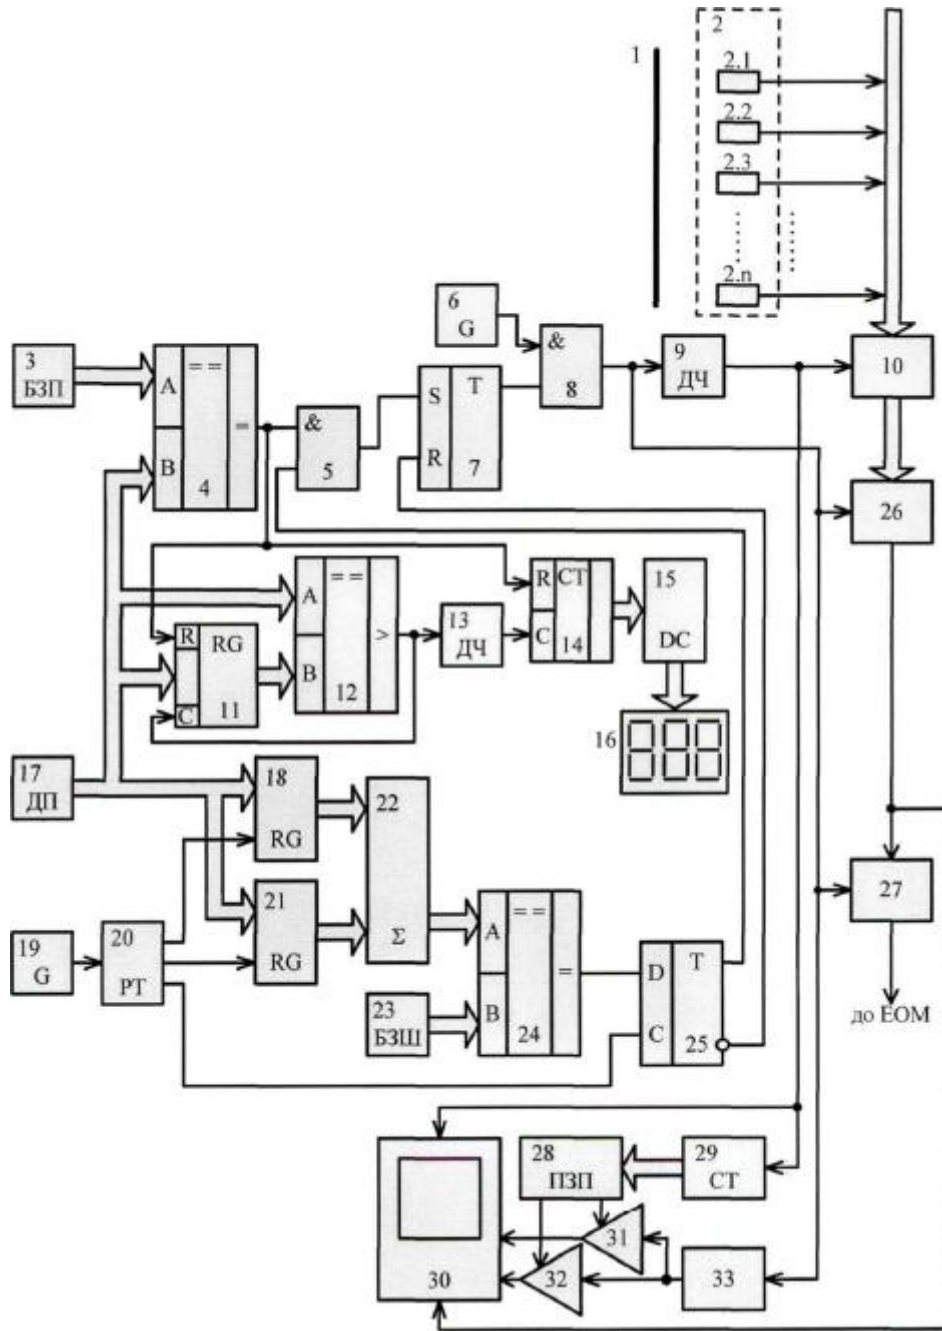 1
2
2.1
2.2
2.3
2.n
6
G
3
БЗП
A
B
= =
=
4
&
5
S
R
T
7
&
8
9
ДЧ
10
26
R
C
RG
11
A
B
= =
>
12
13
ДЧ
R
C
CT
14
15
DC
16
17
ДП
18
RG
22
Σ
21
RG
19
G
20
РТ
23
БЗШ
A
B
= =
=
24
D
C
T
25
27
до ЕОМ
28
ПЗП
29
СТ
30
31
32
33